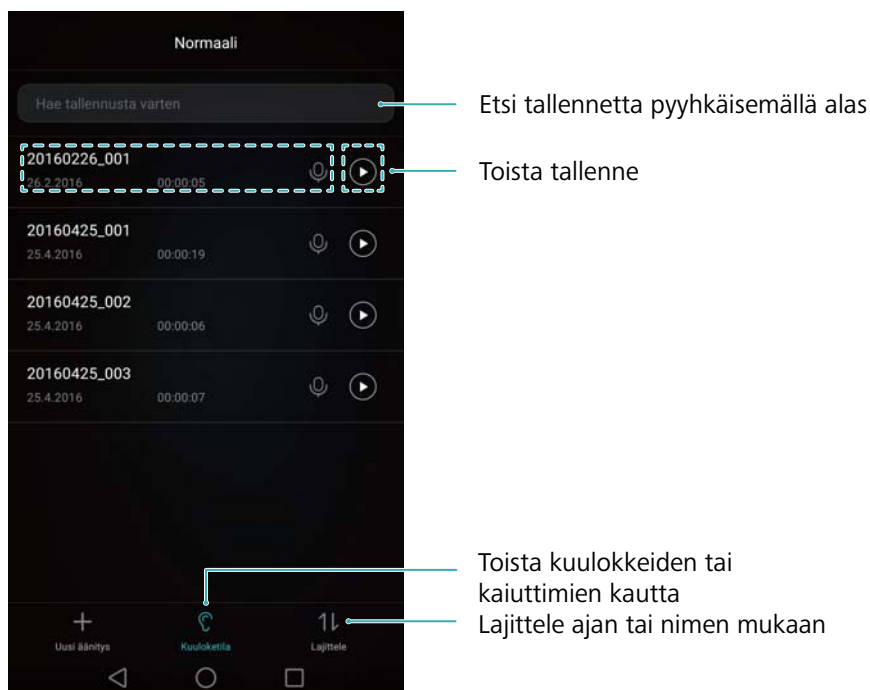 Normaali
Hae tallennusta varten
Etsi tallennetta pyyhkäisemällä alas
20160226_001
26.2.2016 00:00:05
Toista tallenne
20160425_001
25.4.2016 00:00:19
20160425_002
25.4.2016 00:00:06
20160425_003
25.4.2016 00:00:07
Toista kuulokkeiden tai
kaiuttimien kautta
Lajittele ajan tai nimen mukaan
Uusi äänitys Kuuloketila Lajittele